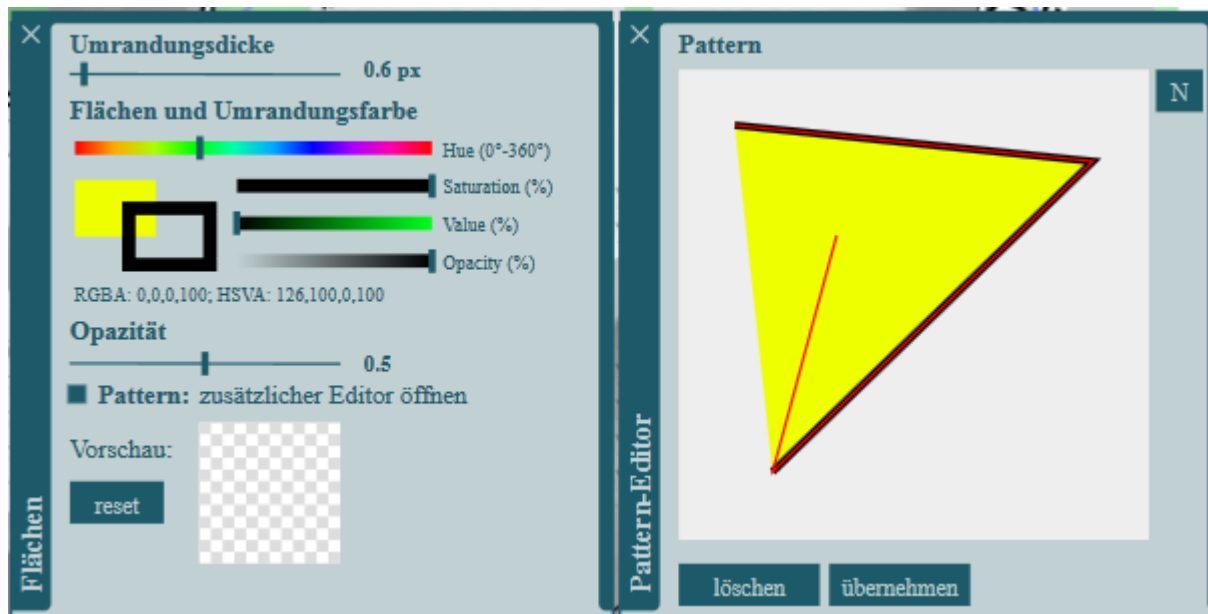 Flächen
Umrandungsdicke
0.6 px
Flächen und Umrandungsfarbe
Hue (0°-360°)
Saturation (%)
Value (%)
Opacity (%)
RGBA: 0,0,0,100; HSVA: 126,100,0,100
Opazität
0.5
Pattern: zusätzlicher Editor öffnen
Vorschau:
reset
Pattern-Editor
Pattern
N
löschen
übernehmen